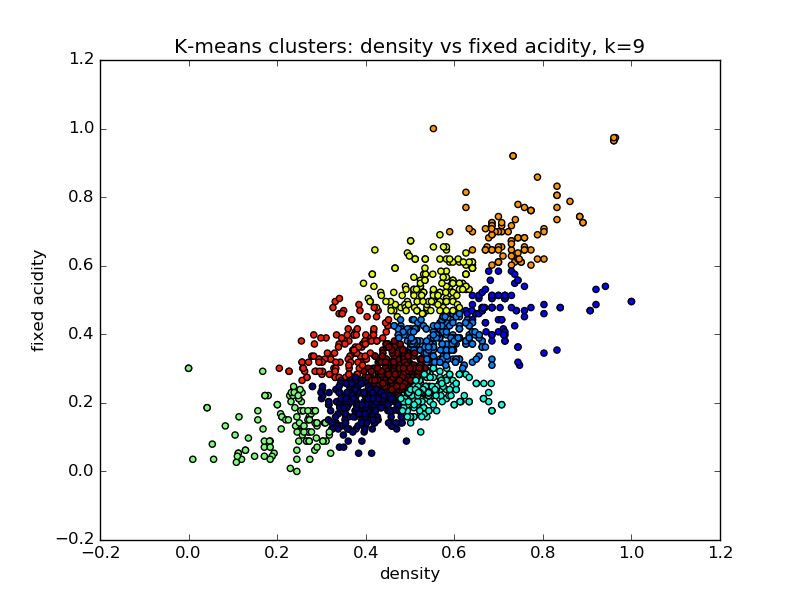 K-means clusters: density vs fixed acidity, k=9
1.2
1.0
0.8
0.6
0.4
0.2
0.0
−0.2
fixed acidity
−0.2 0.0 0.2 0.4 0.6 0.8 1.0 1.2
density